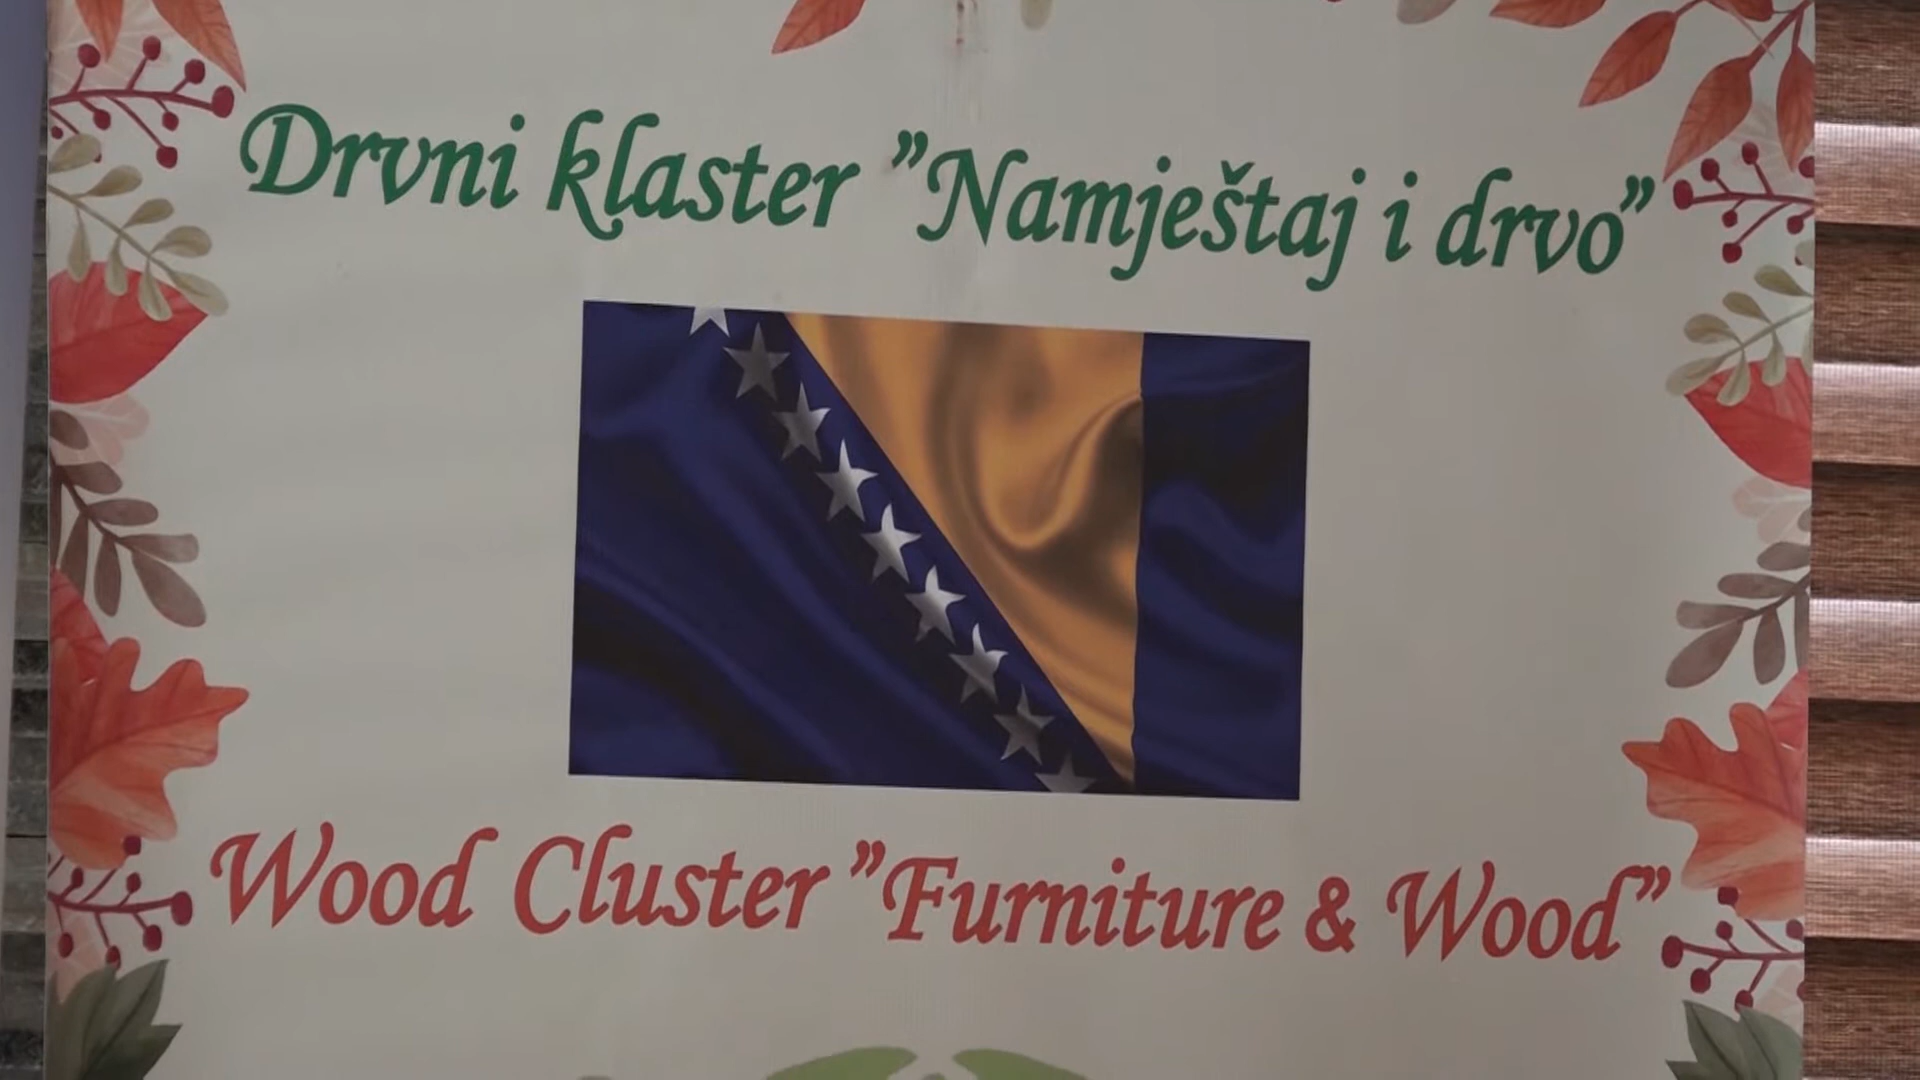 Drvni klaster ”Namještaj i drvo”
Wood Cluster ”Furniture & Wood”